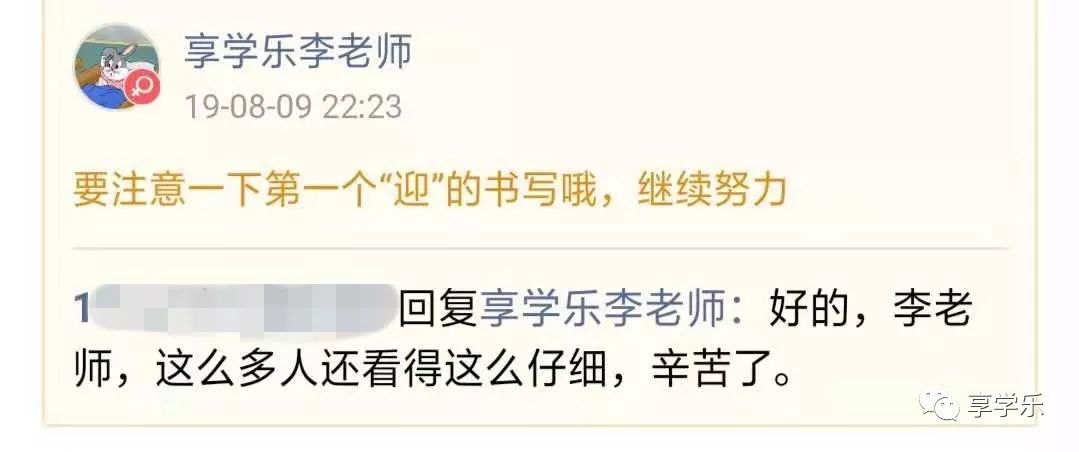 享学乐李老师
19-08-09 22:23
要注意一下第一个“迎”的书写哦，继续努力
1
回复享学乐李老师：好的，李老
师，这么多人还看得这么仔细，辛苦了。
享学乐